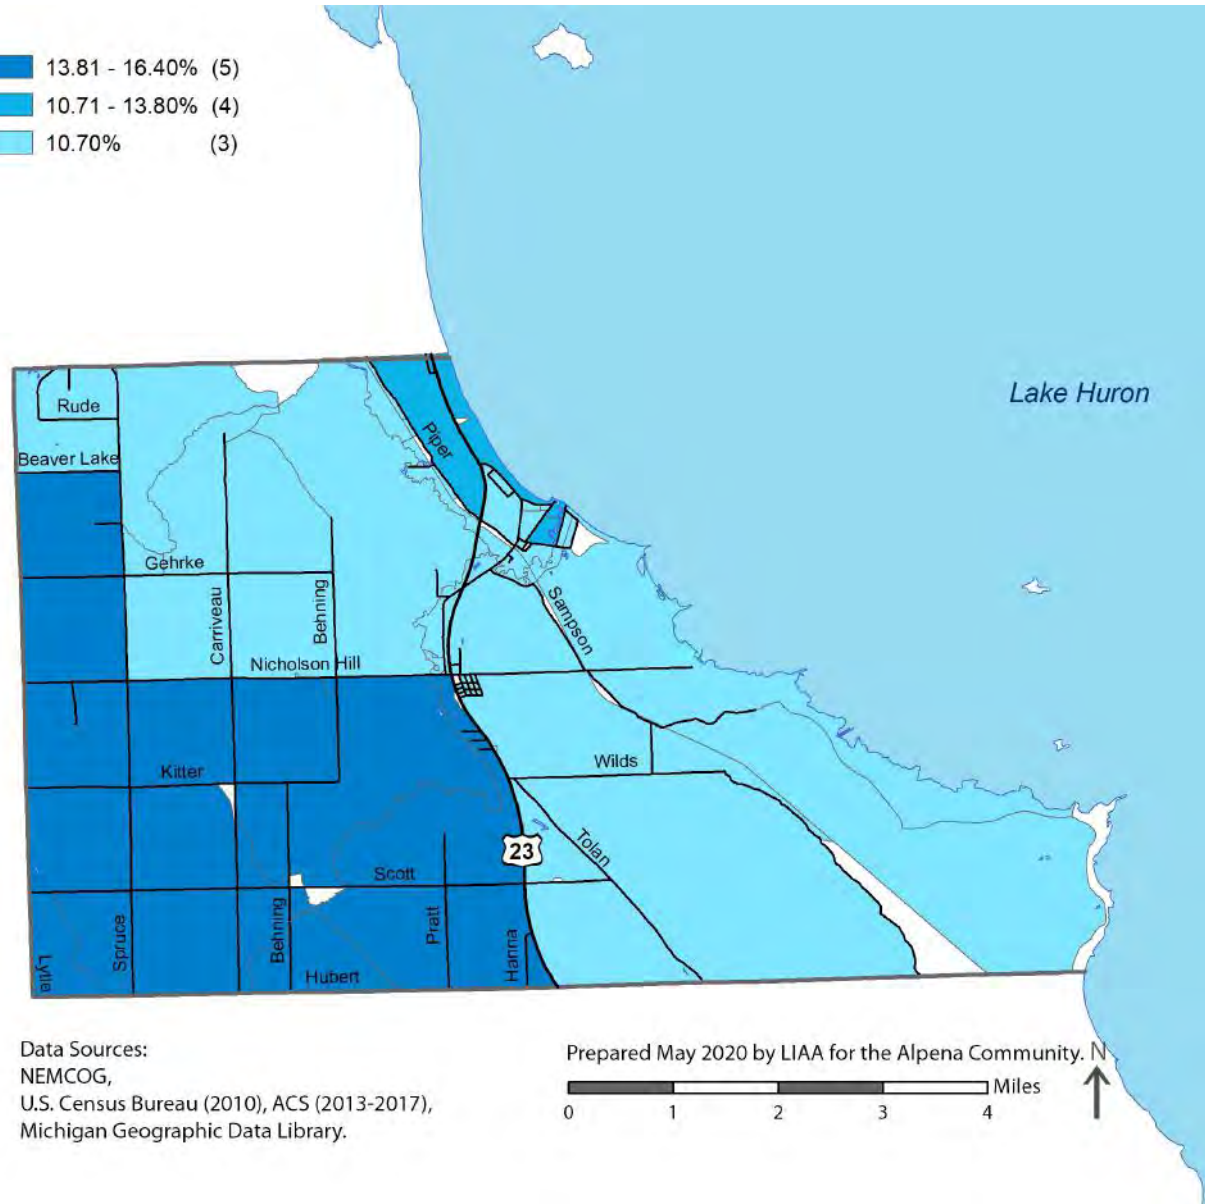 13.81 - 16.40% (5)
10.71 - 13.80% (4)
10.70% (3)
Lake Huron
Rude
Piper
Beaver Lake
Gehrke
Carriveau
Behning
Sampson
Nicholson Hill
Wilds
Kitter
23
Tolan
Scott
Spruce
Behning
Pratt
Hanna
Lytle
Hubert
Data Sources:
NEMCOG,
U.S. Census Bureau (2010), ACS (2013-2017),
Michigan Geographic Data Library.
Prepared May 2020 by LIAA for the Alpena Community.
N
Miles
0 1 2 3 4